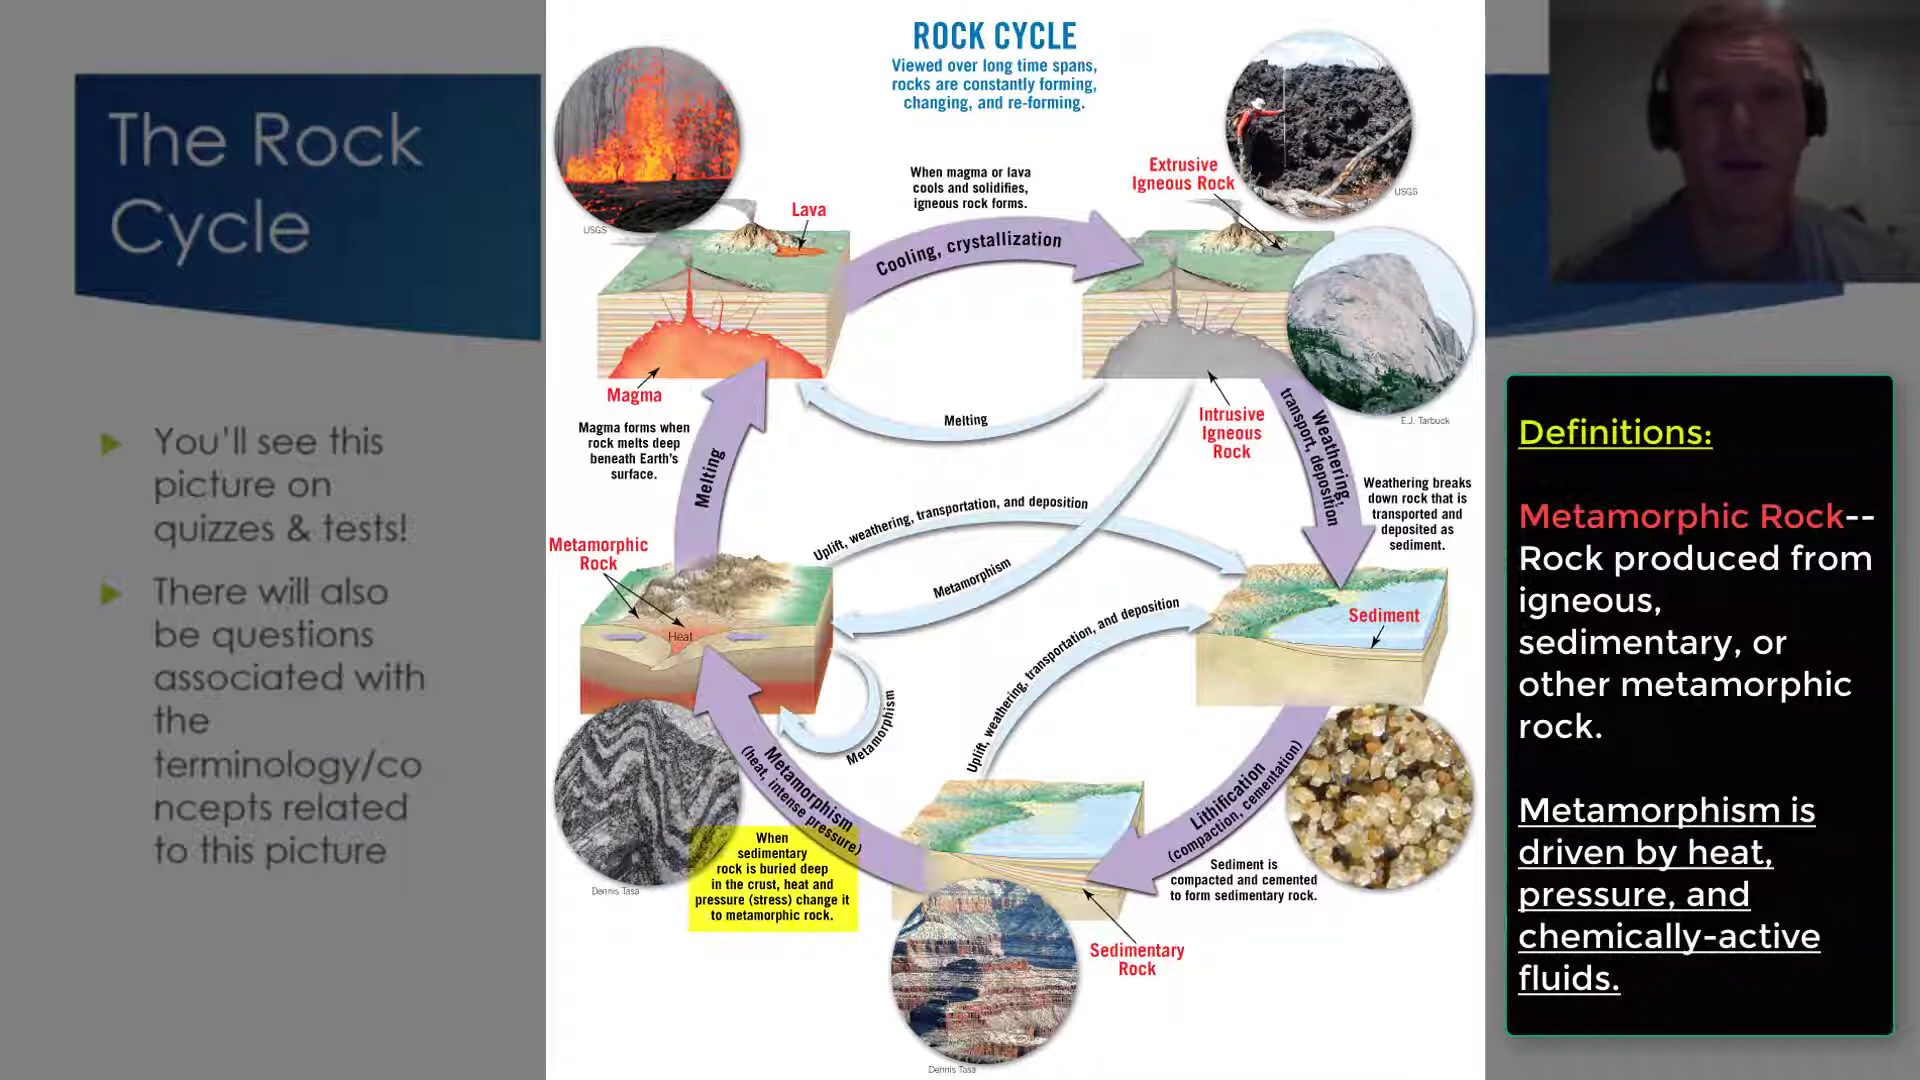 The Rock
Cycle
► You'll see this
picture on
quizzes & tests!
► There will also
be questions
associated with
the
terminology/co
ncepts related
to this picture
ROCK CYCLE
Viewed over long time spans,
rocks are constantly forming,
changing, and re-forming.
USGS
Lava
When magma or lava
cools and solidifies,
igneous rock forms.
Cooling, crystallization
Extrusive
Igneous Rock
USGS
Magma
Magma forms when
rock melts deep
beneath Earth's
surface.
Melting
Melting
Intrusive
Igneous
Rock
E.J. Tarbuck
Weathering,
transport, deposition
Weathering breaks
down rock that is
transported and
deposited as
sediment.
Uplift, weathering, transportation, and deposition
Metamorphic
Rock
Metamorphism
Heat
Uplift, weathering, transportation, and deposition
Sediment
Metamorphism
Metamorphism
(heat, intense pressure)
Lithification
(compaction, cementation)
When
sedimentary
rock is buried deep
in the crust, heat and
pressure (stress) change it
to metamorphic rock.
Dennis Tasa
Sediment is
compacted and cemented
to form sedimentary rock.
Sedimentary
Rock
Dennis Tasa
Definitions:
Metamorphic Rock--
Rock produced from
igneous,
sedimentary, or
other metamorphic
rock.
Metamorphism is
driven by heat,
pressure, and
chemically-active
fluids.